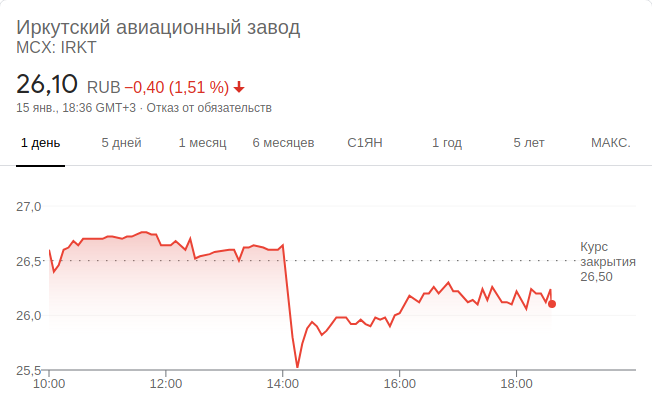 Иркутский авиационный завод
MCX: IRKT
26,10 RUB −0,40 (1,51 %)
15 янв., 18:36 GMT+3 · Отказ от обязательств
1 день 5 дней 1 месяц 6 месяцев С1ЯН 1 год 5 лет МАКС.
27,0
26,5
26,0
25,5
Курс
закрытия
26,50
10:00 12:00 14:00 16:00 18:00